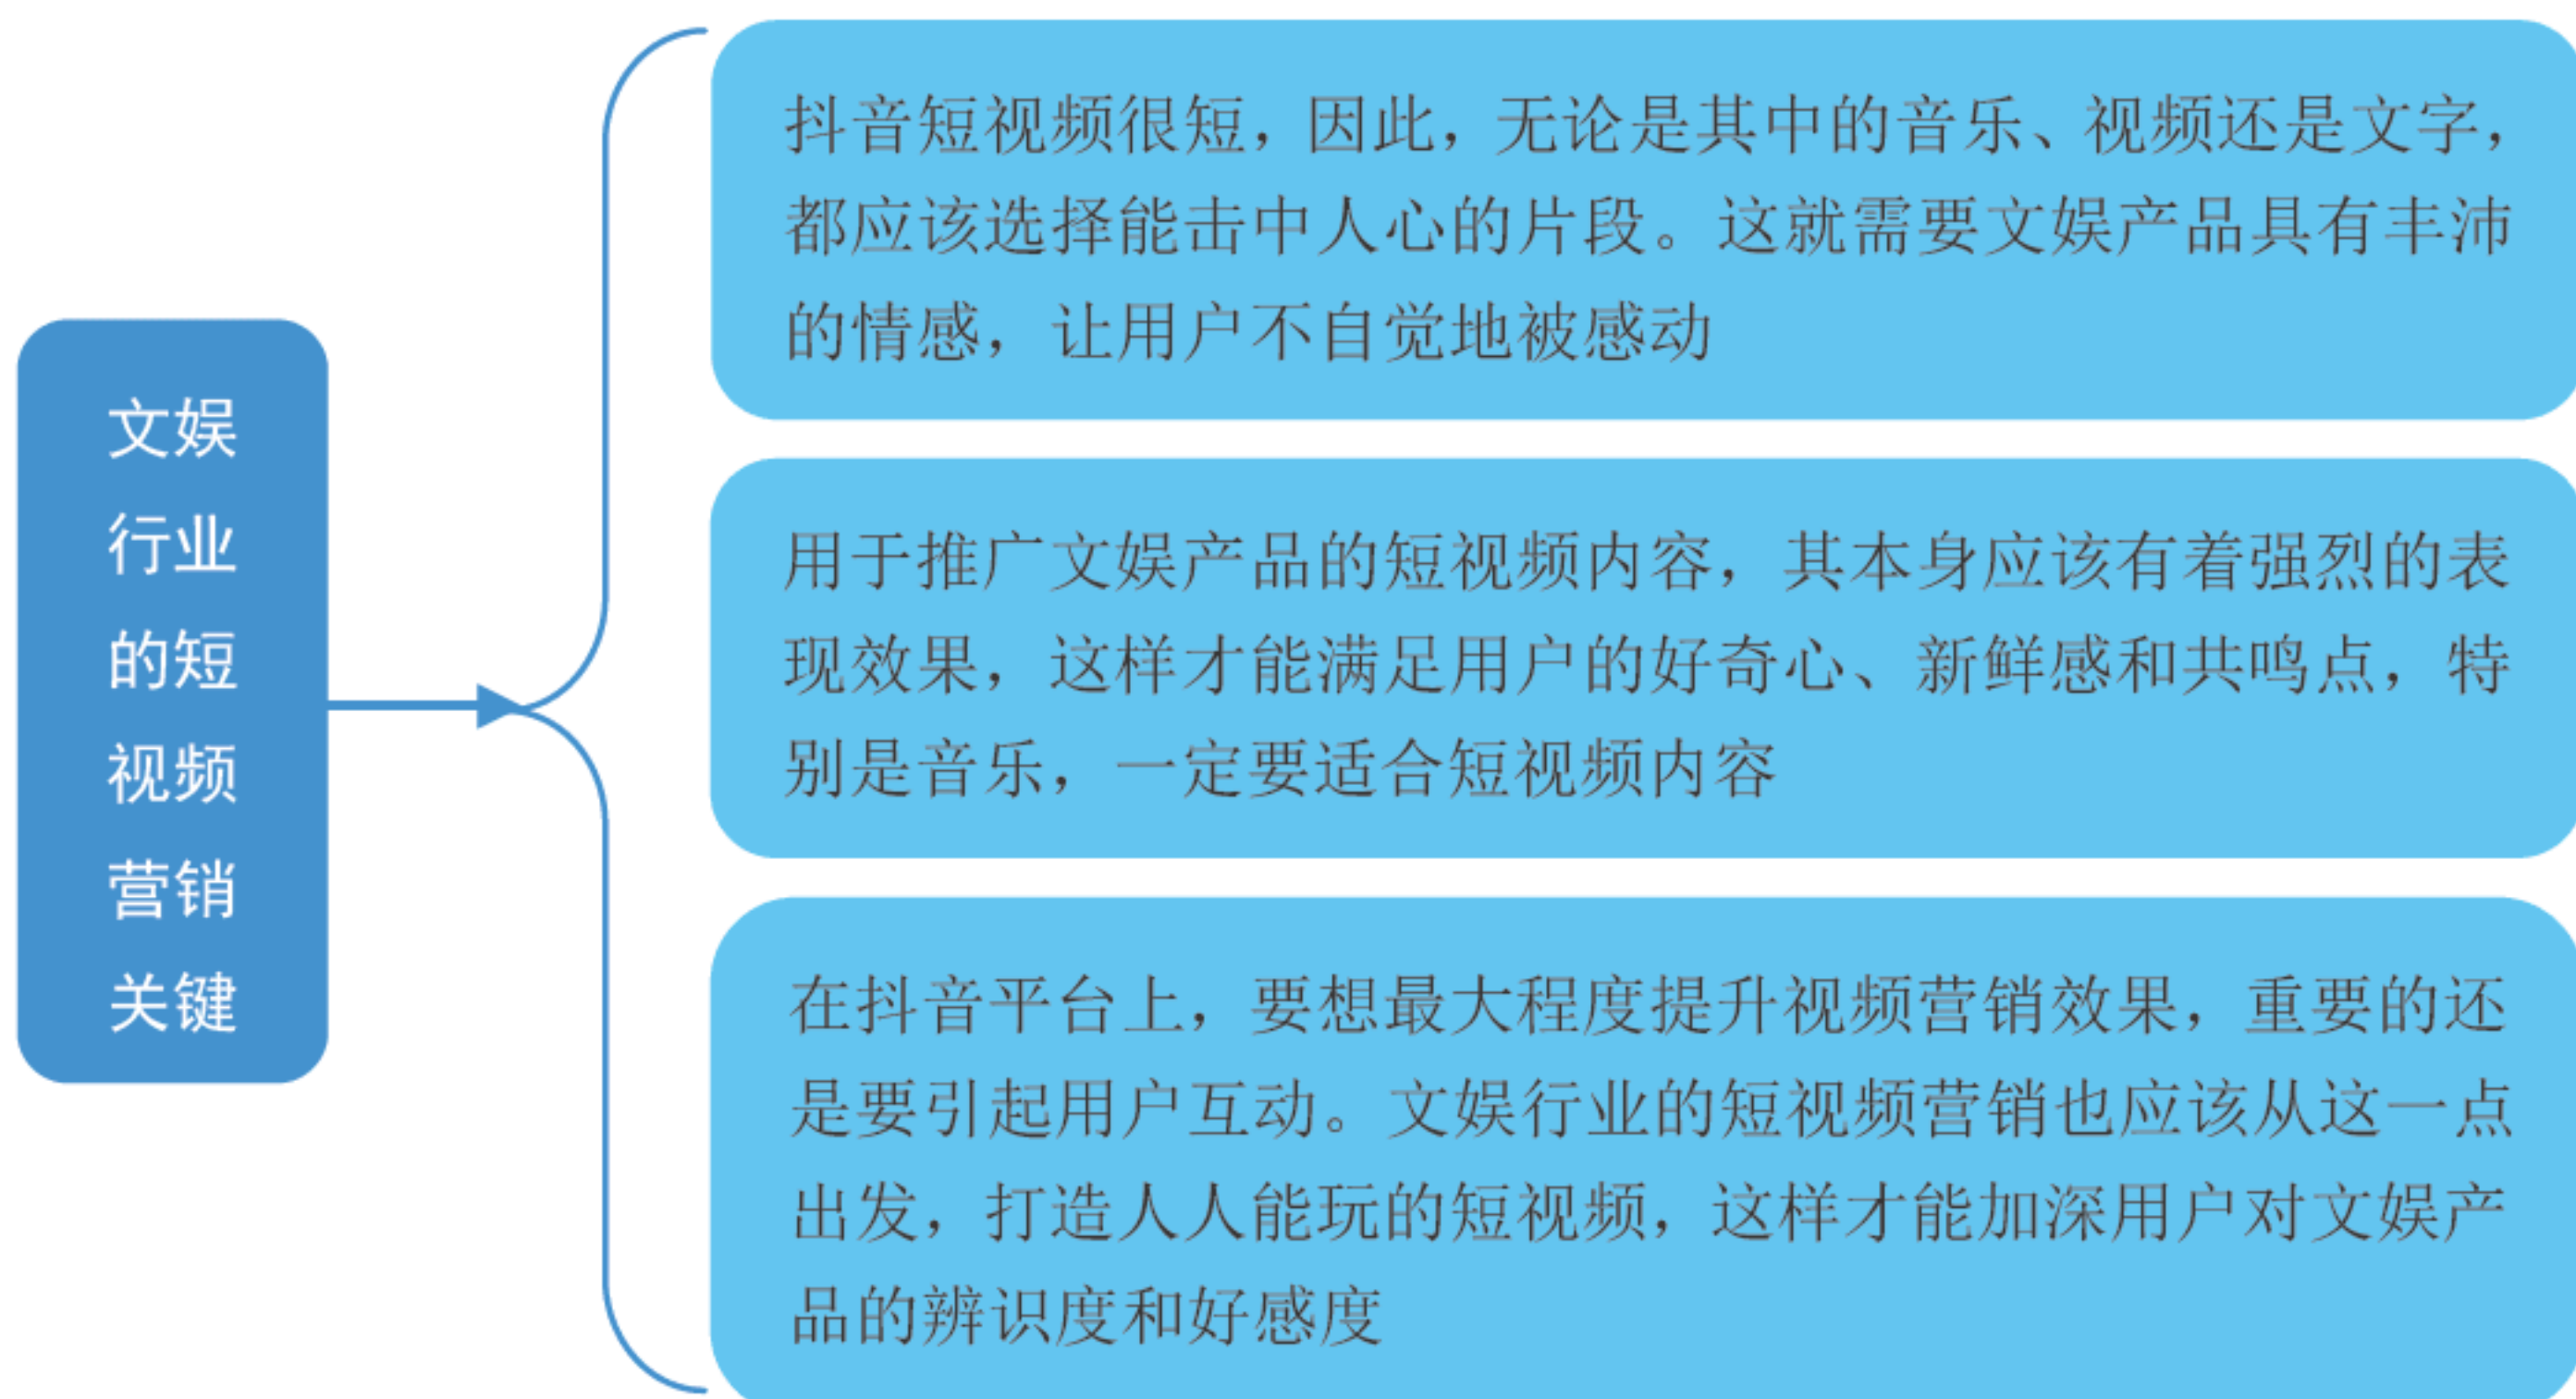 文娱
行业
的短
视频
营销
关键
抖音短视频很短，因此，无论是其中的音乐、视频还是文字，
都应该选择能击中人心的片段。这就需要文娱产品具有丰沛
的情感，让用户不自觉地被感动
用于推广文娱产品的短视频内容，其本身应该有着强烈的表
现效果，这样才能满足用户的好奇心、新鲜感和共鸣点，特
别是音乐，一定要适合短视频内容
在抖音平台上，要想最大程度提升视频营销效果，重要的还
是要引起用户互动。文娱行业的短视频营销也应该从这一点
出发，打造人人能玩的短视频，这样才能加深用户对文娱产
品的辨识度和好感度